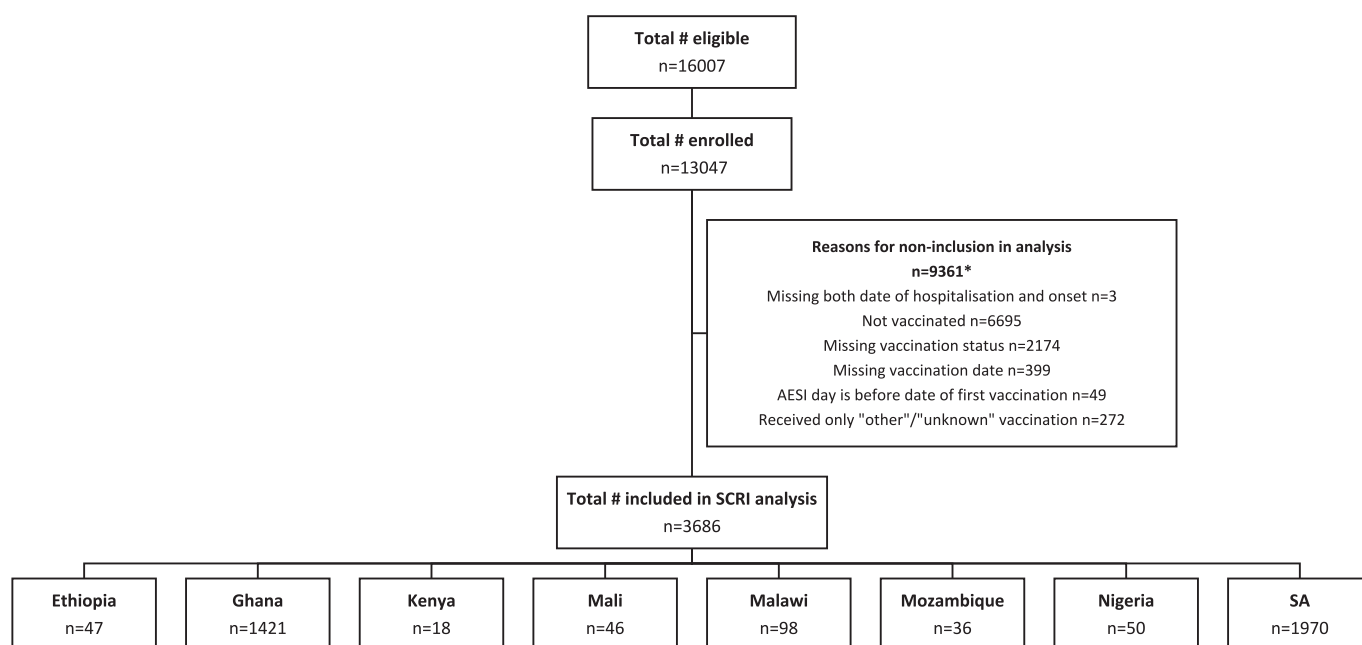 Total # eligible
n=16007
Total # enrolled
n=13047
Reasons for non-inclusion in analysis
n=9361*
Missing both date of hospitalisation and onset n=3
Not vaccinated n=6695
Missing vaccination status n=2174
Missing vaccination date n=399
AESI day is before date of first vaccination n=49
Received only "other"/"unknown" vaccination n=272
Total # included in SCRI analysis
n=3686
Ethiopia
n=47
Ghana
n=1421
Kenya
n=18
Mali
n=46
Malawi
n=98
Mozambique
n=36
Nigeria
n=50
SA
n=1970